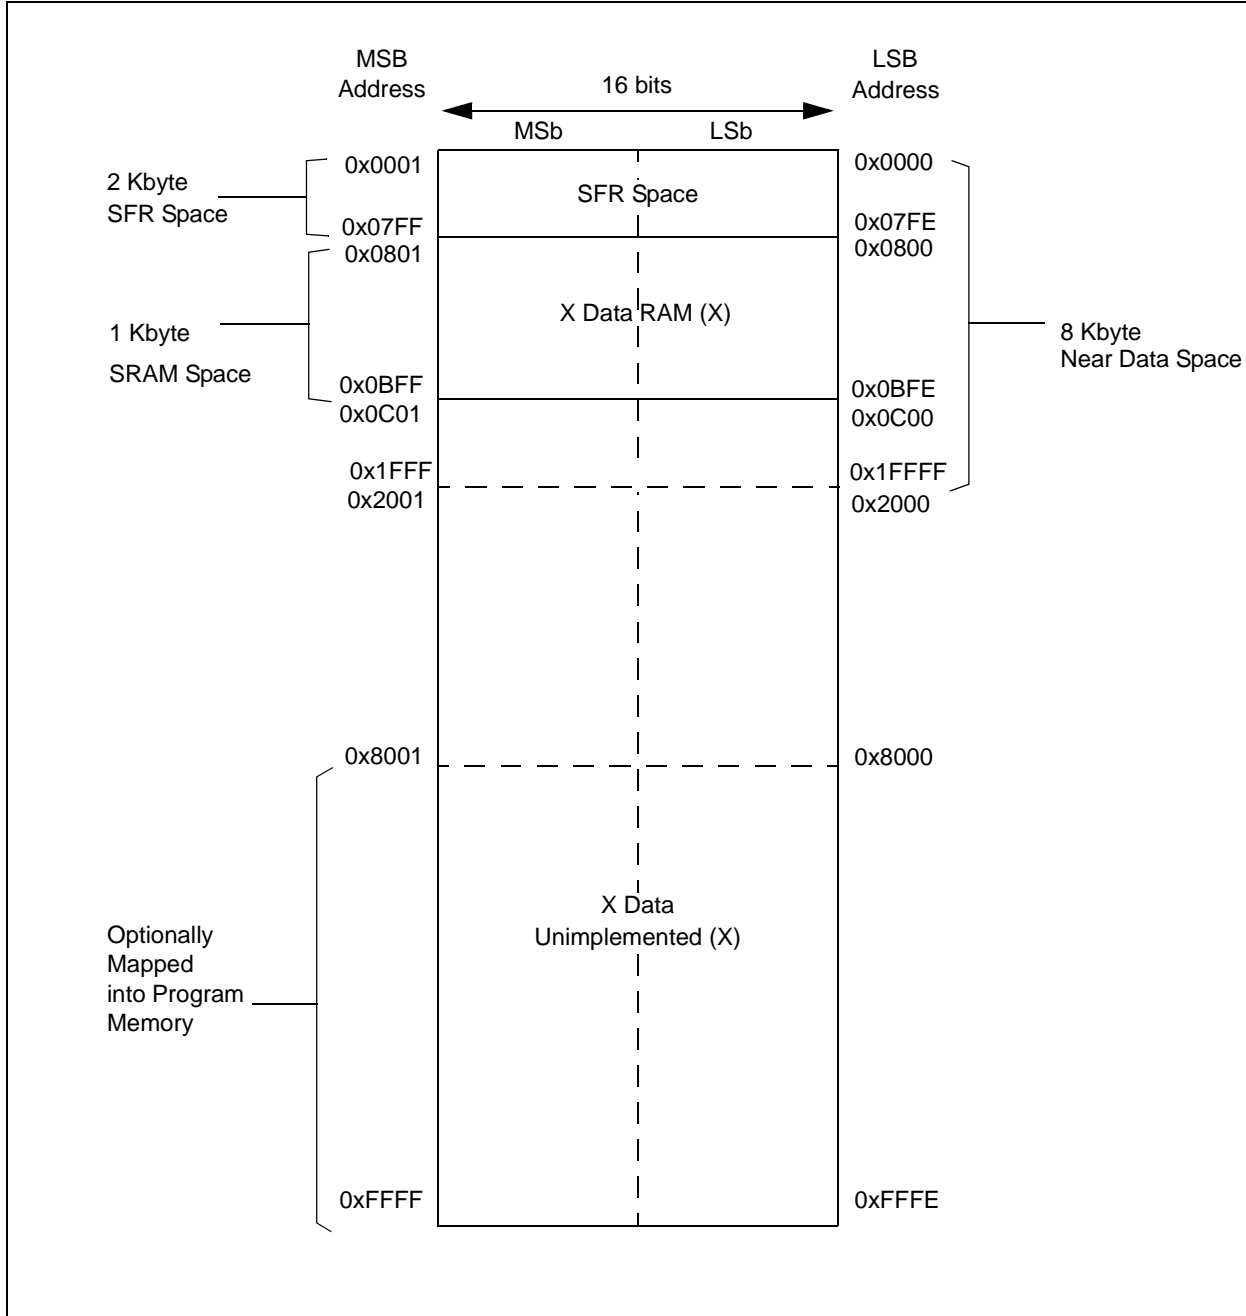 MSB
Address
16 bits
LSB
Address
MSb
LSb
0x0001
0x0000
2 Kbyte
SFR Space
SFR Space
0x07FF
0x07FE
0x0801
0x0800
X Data RAM (X)
1 Kbyte
SRAM Space
8 Kbyte
Near Data Space
0x0BFF
0x0BFE
0x0C01
0x0C00
0x1FFF
0x1FFFF
0x2001
0x2000
0x8001
0x8000
X Data
Unimplemented (X)
Optionally
Mapped
into Program
Memory
0xFFFF
0xFFFE